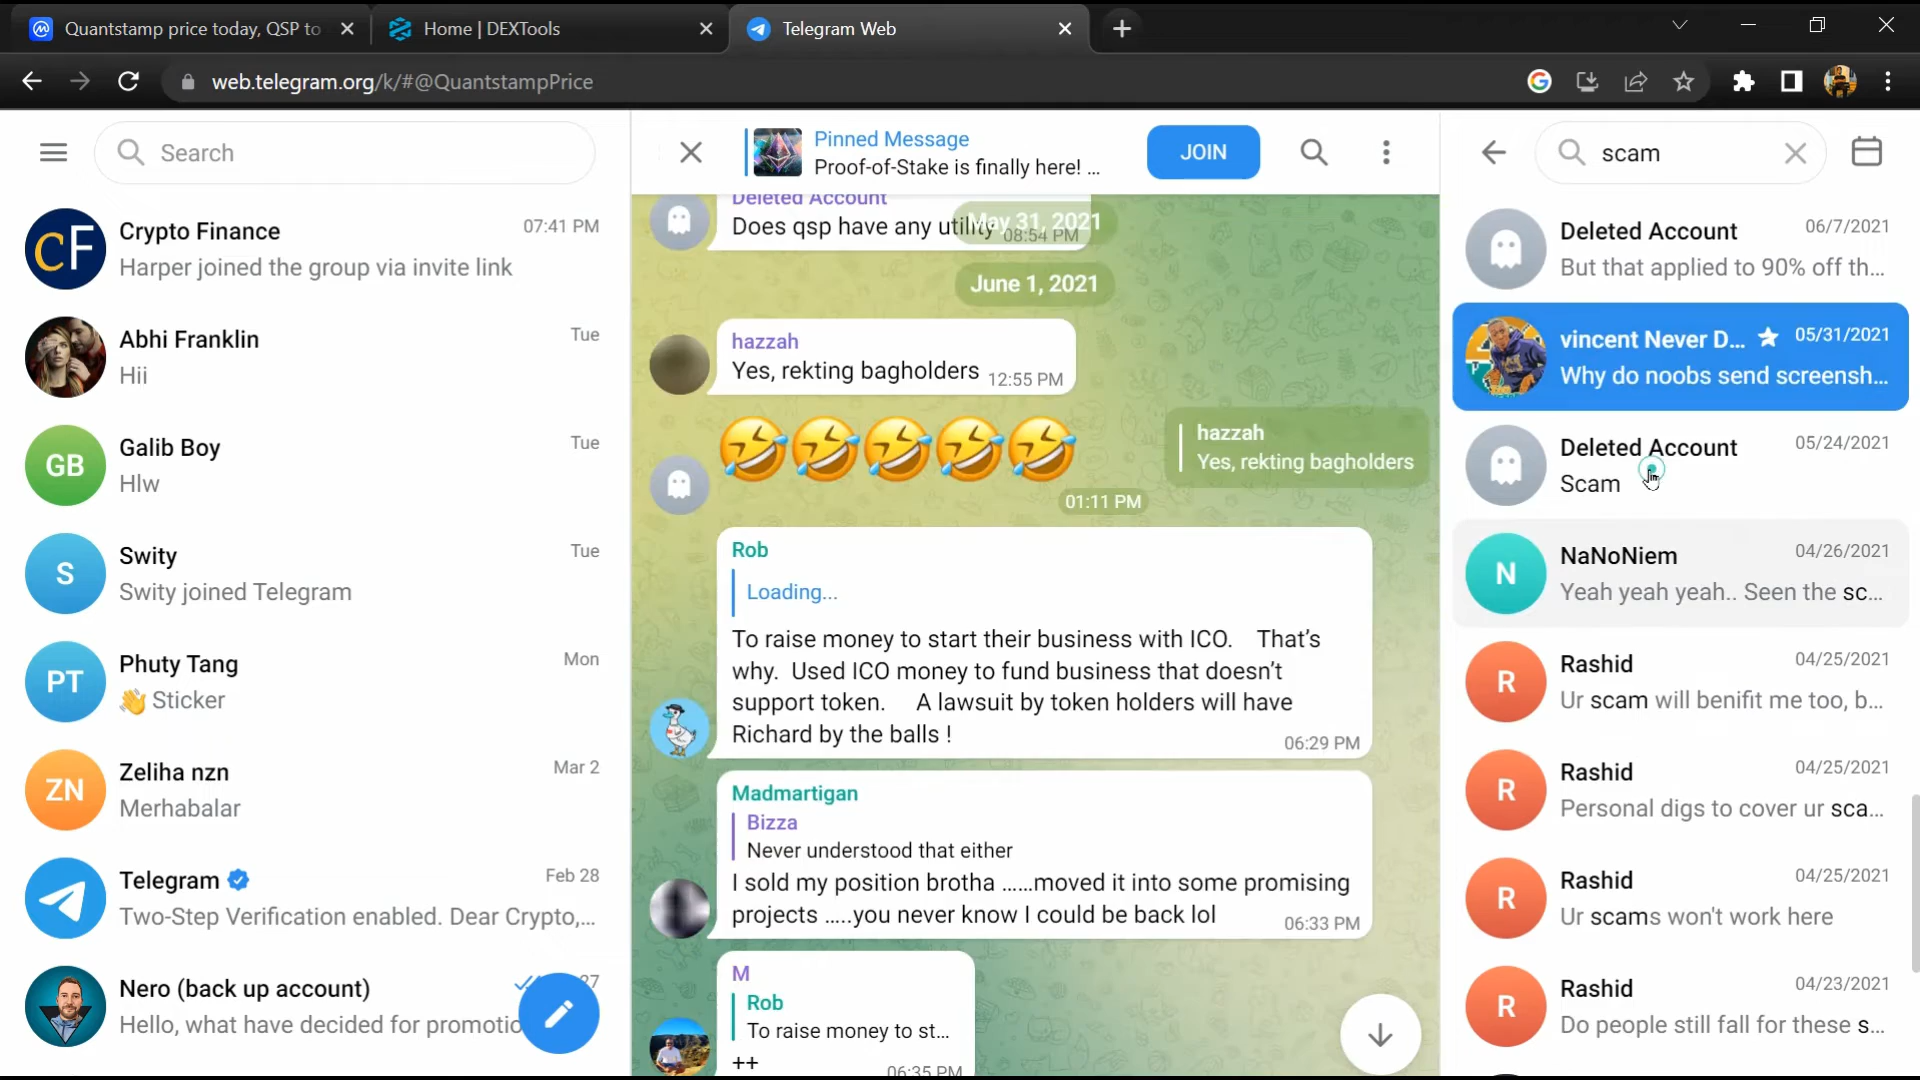 Quantstamp price today, QSP to
Home | DEXTools
Telegram Web
web.telegram.org/k/#@QuantstampPrice
Search
Crypto Finance 07:41 PM
Harper joined the group via invite link
Abhi Franklin Tue
Hii
GB
Galib Boy Tue
Hlw
S
Swity Tue
Swity joined Telegram
PT
Phuty Tang Mon
👋 Sticker
ZN
Zeliha nzn Mar 2
Merhabalar
Telegram Feb 28
Two-Step Verification enabled. Dear Crypto,...
Nero (back up account) 27
Hello, what have decided for promotio
Pinned Message
Proof-of-Stake is finally here! ...
JOIN
Deleted Account
Does qsp have any utility 08:54 PM
May 31, 2021
June 1, 2021
hazzah
Yes, rekting bagholders 12:55 PM
🤣🤣🤣🤣🤣
hazzah
Yes, rekting bagholders
01:11 PM
Rob
Loading...
To raise money to start their business with ICO. That's
why. Used ICO money to fund business that doesn't
support token. A lawsuit by token holders will have
Richard by the balls !
06:29 PM
Madmartigan
Bizza
Never understood that either
I sold my position brotha ......moved it into some promising
projects .....you never know I could be back lol
06:33 PM
M
Rob
To raise money to st...
++
06:35 PM
scam
Deleted Account 06/7/2021
But that applied to 90% off th...
vincent Never D... 05/31/2021
Why do noobs send screensh...
Deleted Account 05/24/2021
Scam
N
NaNoNiem 04/26/2021
Yeah yeah yeah.. Seen the sc...
R
Rashid 04/25/2021
Ur scam will benifit me too, b...
R
Rashid 04/25/2021
Personal digs to cover ur sca...
R
Rashid 04/25/2021
Ur scams won't work here
R
Rashid 04/23/2021
Do people still fall for these s...